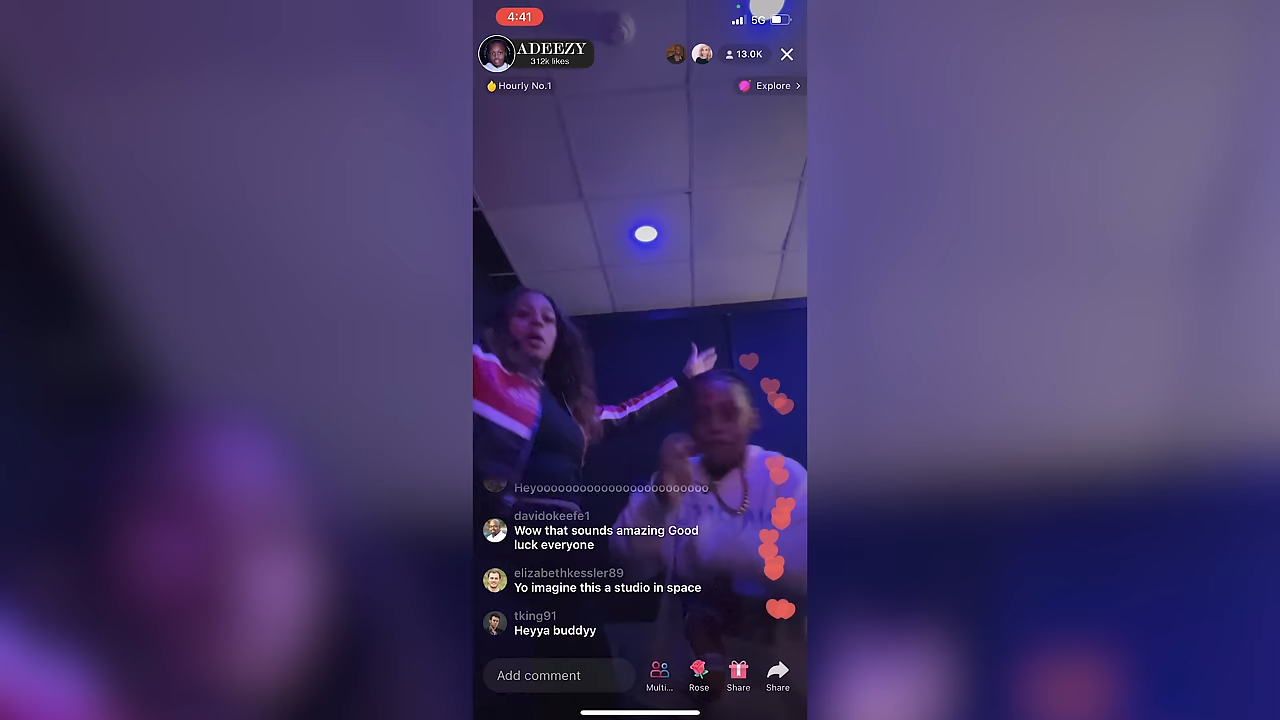 4:41
5G
ADEEZY
312k likes
13.0K
Hourly No.1
Explore
Heyooooooooooooooooooooooooo
davidokeefe1
Wow that sounds amazing Good
luck everyone
elizabethkessler89
Yo imagine this a studio in space
tking91
Heyya buddyy
Add comment
Multi...
Rose
Share
Share